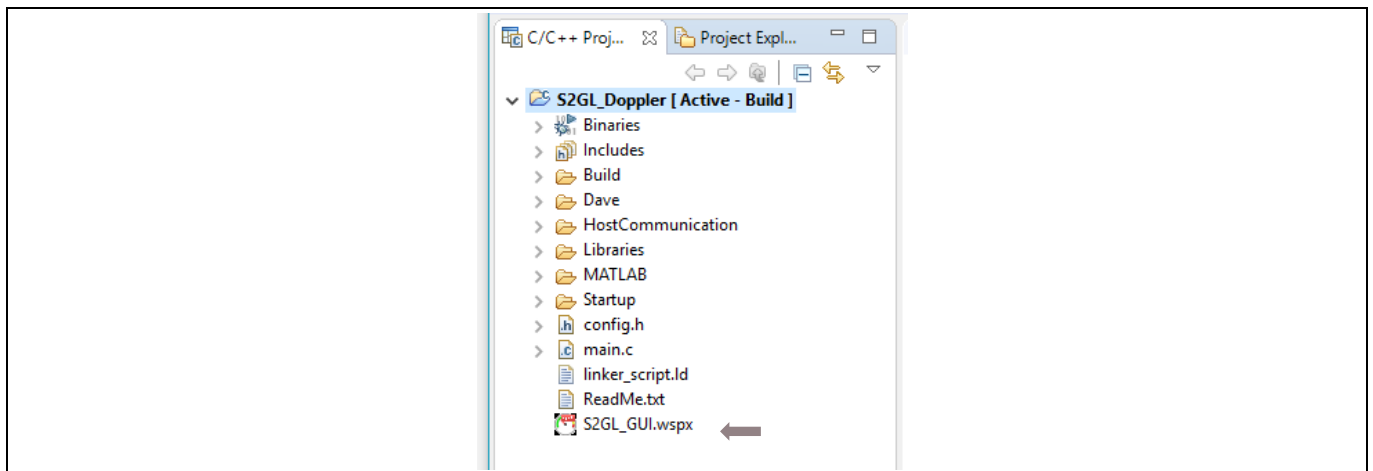 C/C++ Proj... Project Expl...
S2GL_Doppler [ Active - Build ]
Binaries
Includes
Build
Dave
HostCommunication
Libraries
MATLAB
Startup
config.h
main.c
linker_script.ld
ReadMe.txt
S2GL_GUI.wspx